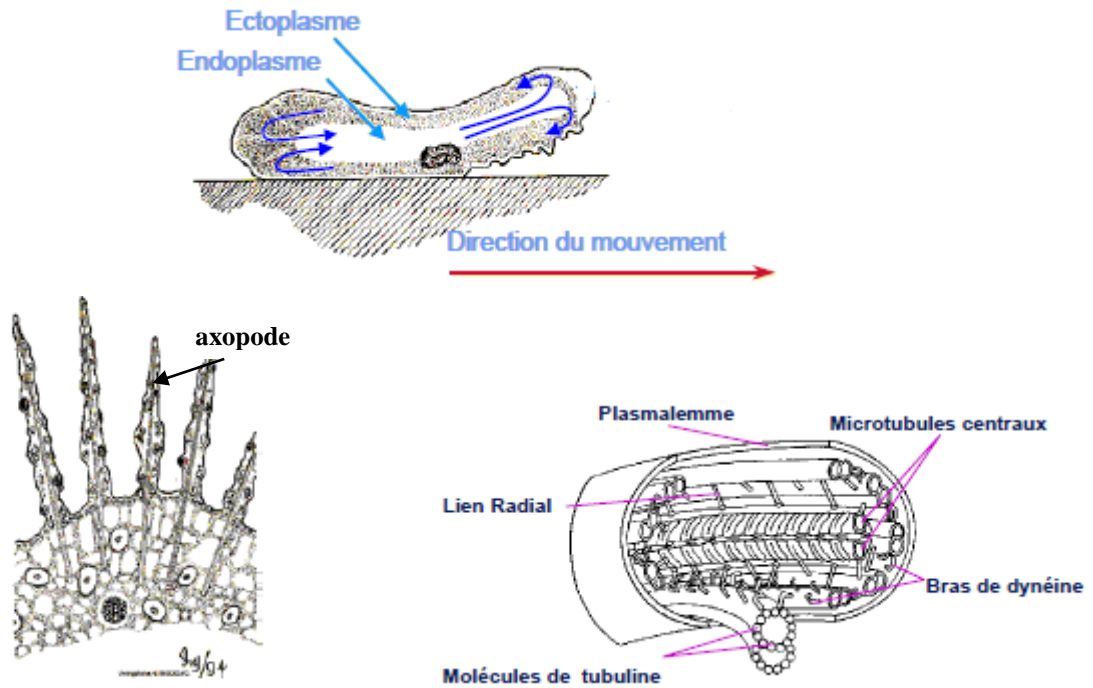 Ectoplasme
Endoplasme
Direction du mouvement
axopode
Plasmalemme
Microtubules centraux
Lien Radial
Bras de dynéine
Molécules de tubuline